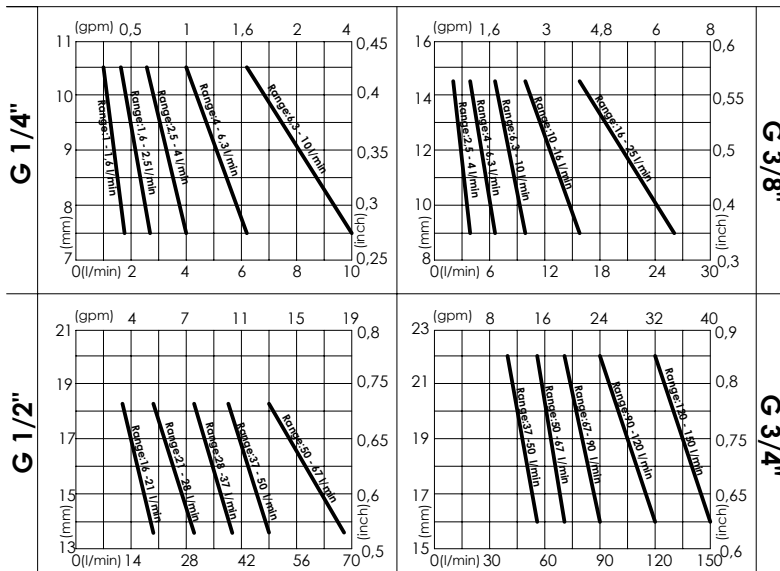 G 1/4"
(gpm) 0,5 1 1,6 2 4
11 10 9 8 7 (mm)
0,45 0,4 0,35 0,3 0,25 (inch)
Range:1 - 1,6 l/min
Range:1,6 - 2,5 l/min
Range:2,5 - 4 l/min
Range:4 - 6,3 l/min
Range:6,3 - 10 l/min
0(l/min) 2 4 6 8 10
G 3/8"
(gpm) 1,6 3 4,8 6 8
16 14 12 10 9 8 (mm)
0,6 0,55 0,5 0,4 0,3 (inch)
Range:2,5 - 4 l/min
Range:4 - 6,3 l/min
Range:6,3 - 10 l/min
Range:10 -16 l/min
Range:16 - 25 l/min
0(l/min) 6 12 18 24 30
G 1/2"
(gpm) 4 7 11 15 19
21 19 17 15 13 (mm)
0,8 0,75 0,65 0,6 0,5 (inch)
Range:16 -21 l/min
Range:21 - 28 l/min
Range:28 -37 l/min
Range:37 - 50 l/min
Range:50 - 67 l/min
0(l/min) 14 28 42 56 70
G 3/4"
(gpm) 8 16 24 32 40
23 21 19 16 15 (mm)
0,9 0,85 0,75 0,65 0,6 (inch)
Range:37 -50 l/min
Range:50 -67 l/min
Range:67 - 90 l/min
Range:90 -120 l/min
Range:120 - 150 l/min
0(l/min) 30 60 90 120 150